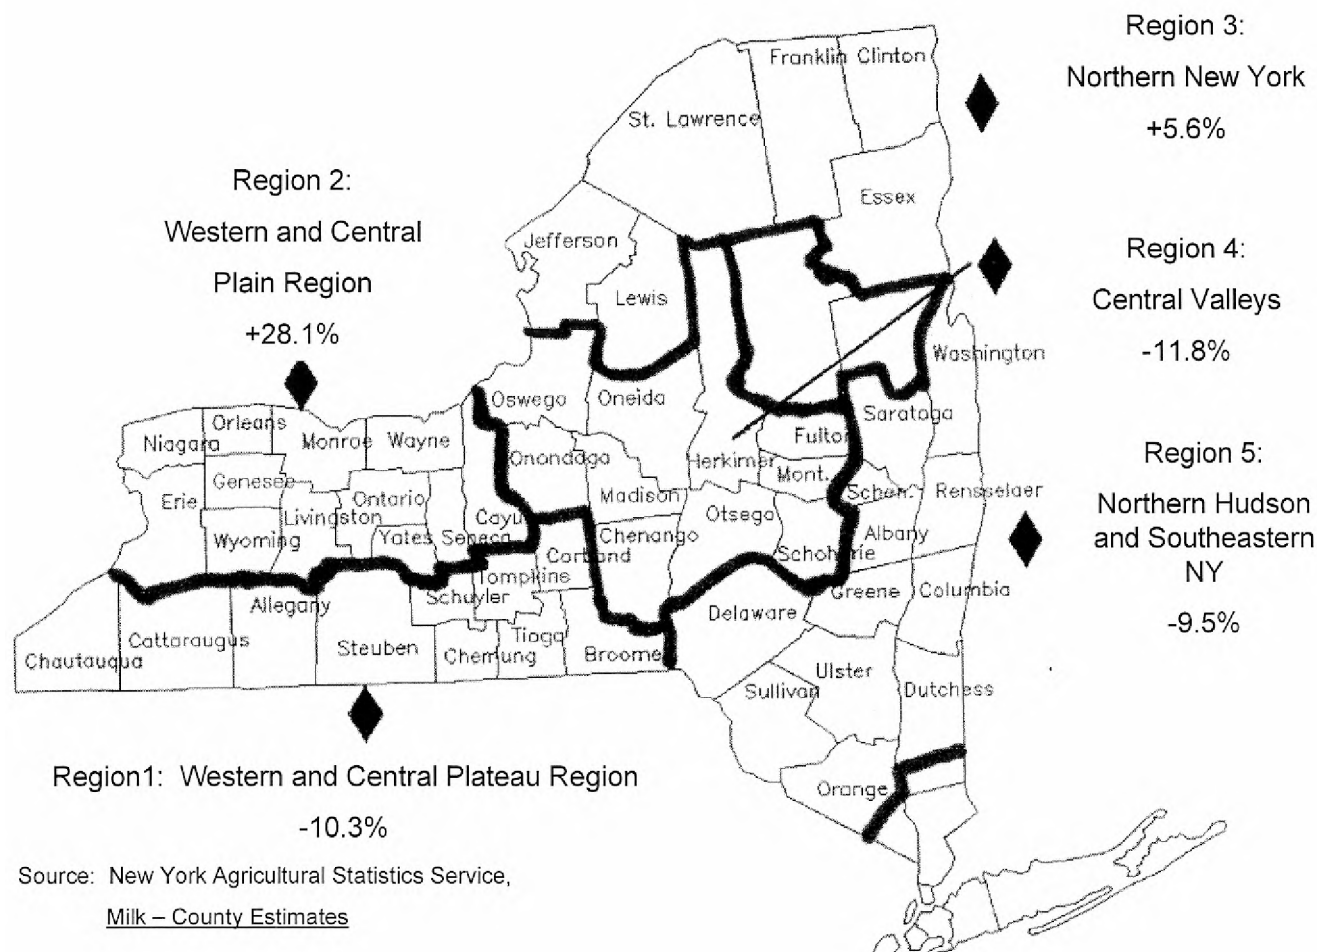 Region 3:
Northern New York
+5.6%
Franklin
Clinton
St. Lawrence
Essex
Region 2:
Western and Central
Plain Region
+28.1%
Jefferson
Lewis
Region 4:
Central Valleys
-11.8%
Washington
Oswego
Oneida
Saratoga
Fulton
Niagara
Orleans
Monroe
Wayne
Onondaga
Herkimer
Mont.
Region 5:
Northern Hudson
and Southeastern
NY
-9.5%
Erie
Genesee
Ontario
Madison
Schen.
Rensselaer
Livingston
Cayu
Otsego
Wyoming
Yates
Seneca
Chenango
Albany
Cortland
Schoharie
Tompkins
Allegany
Schuyler
Delaware
Greene
Columbia
Cattaraugus
Chautauqua
Steuben
Chemung
Tioga
Broome
Ulster
Sullivan
Dutchess
Orange
Region1: Western and Central Plateau Region
-10.3%
Source: New York Agricultural Statistics Service,
Milk – County Estimates